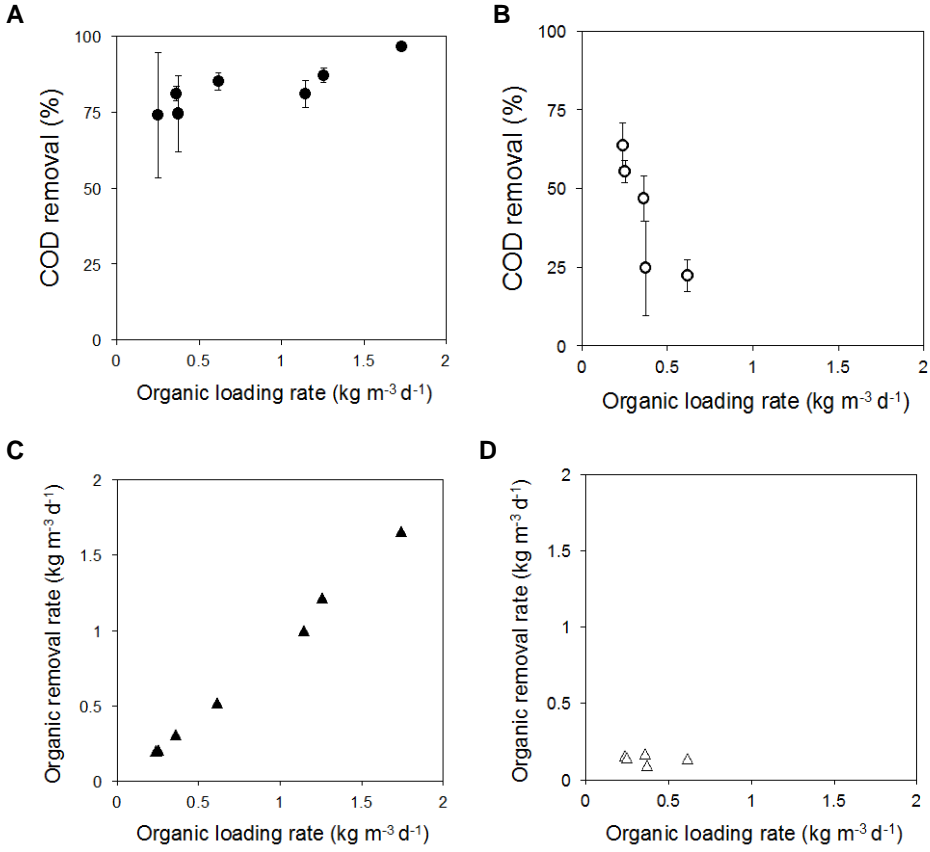 A
100
75
50
25
0
COD removal (%)
0 0.5 1 1.5 2
Organic loading rate (kg m⁻³ d⁻¹)
B
100
75
50
25
0
COD removal (%)
0 0.5 1 1.5 2
Organic loading rate (kg m⁻³ d⁻¹)
C
2
1.5
1
0.5
0
Organic removal rate (kg m⁻³ d⁻¹)
0 0.5 1 1.5 2
Organic loading rate (kg m⁻³ d⁻¹)
D
2
1.5
1
0.5
0
Organic removal rate (kg m⁻³ d⁻¹)
0 0.5 1 1.5 2
Organic loading rate (kg m⁻³ d⁻¹)